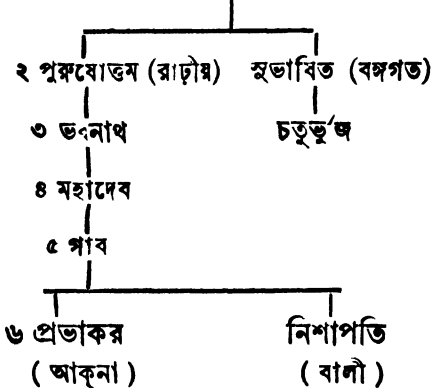 ২ পুরুষোত্তম (রাঢ়ীয়) সুভাষিত (বঙ্গগত)
৩ ভবনাথ চতুর্ভুজ
৪ মহাদেব
৫ গাব
৬ প্রভাকর নিশাপতি
( আকনা ) ( বালী )